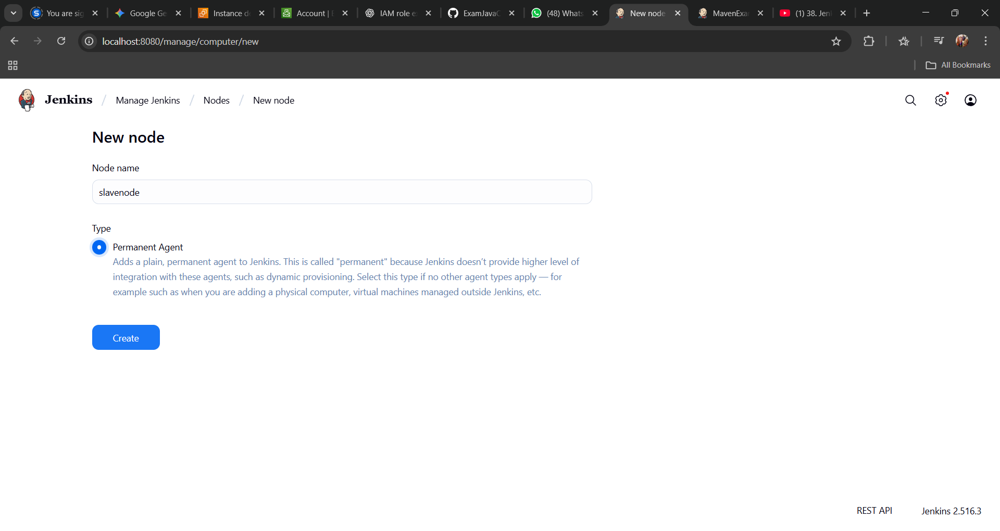 You are sig
Google Ge
Instance de
Account | E
IAM role e
ExamJavaC
(48) Whats
New node
MavenExa
(1) 38. Jen
localhost:8080/manage/computer/new
All Bookmarks
Jenkins / Manage Jenkins / Nodes / New node
New node
Node name
slavenode
Type
Permanent Agent
Adds a plain, permanent agent to Jenkins. This is called "permanent" because Jenkins doesn’t provide higher level of
integration with these agents, such as dynamic provisioning. Select this type if no other agent types apply — for
example such as when you are adding a physical computer, virtual machines managed outside Jenkins, etc.
Create
REST API
Jenkins 2.516.3